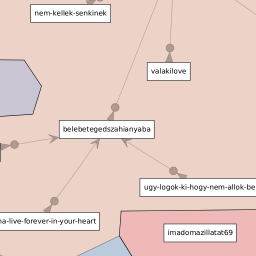 nem-kellek-senkinek
valakilove
belebetegedszahianyaba
ugy-logok-ki-hogy-nem-allok-be
na-live-forever-in-your-heart
imadomazillatat69